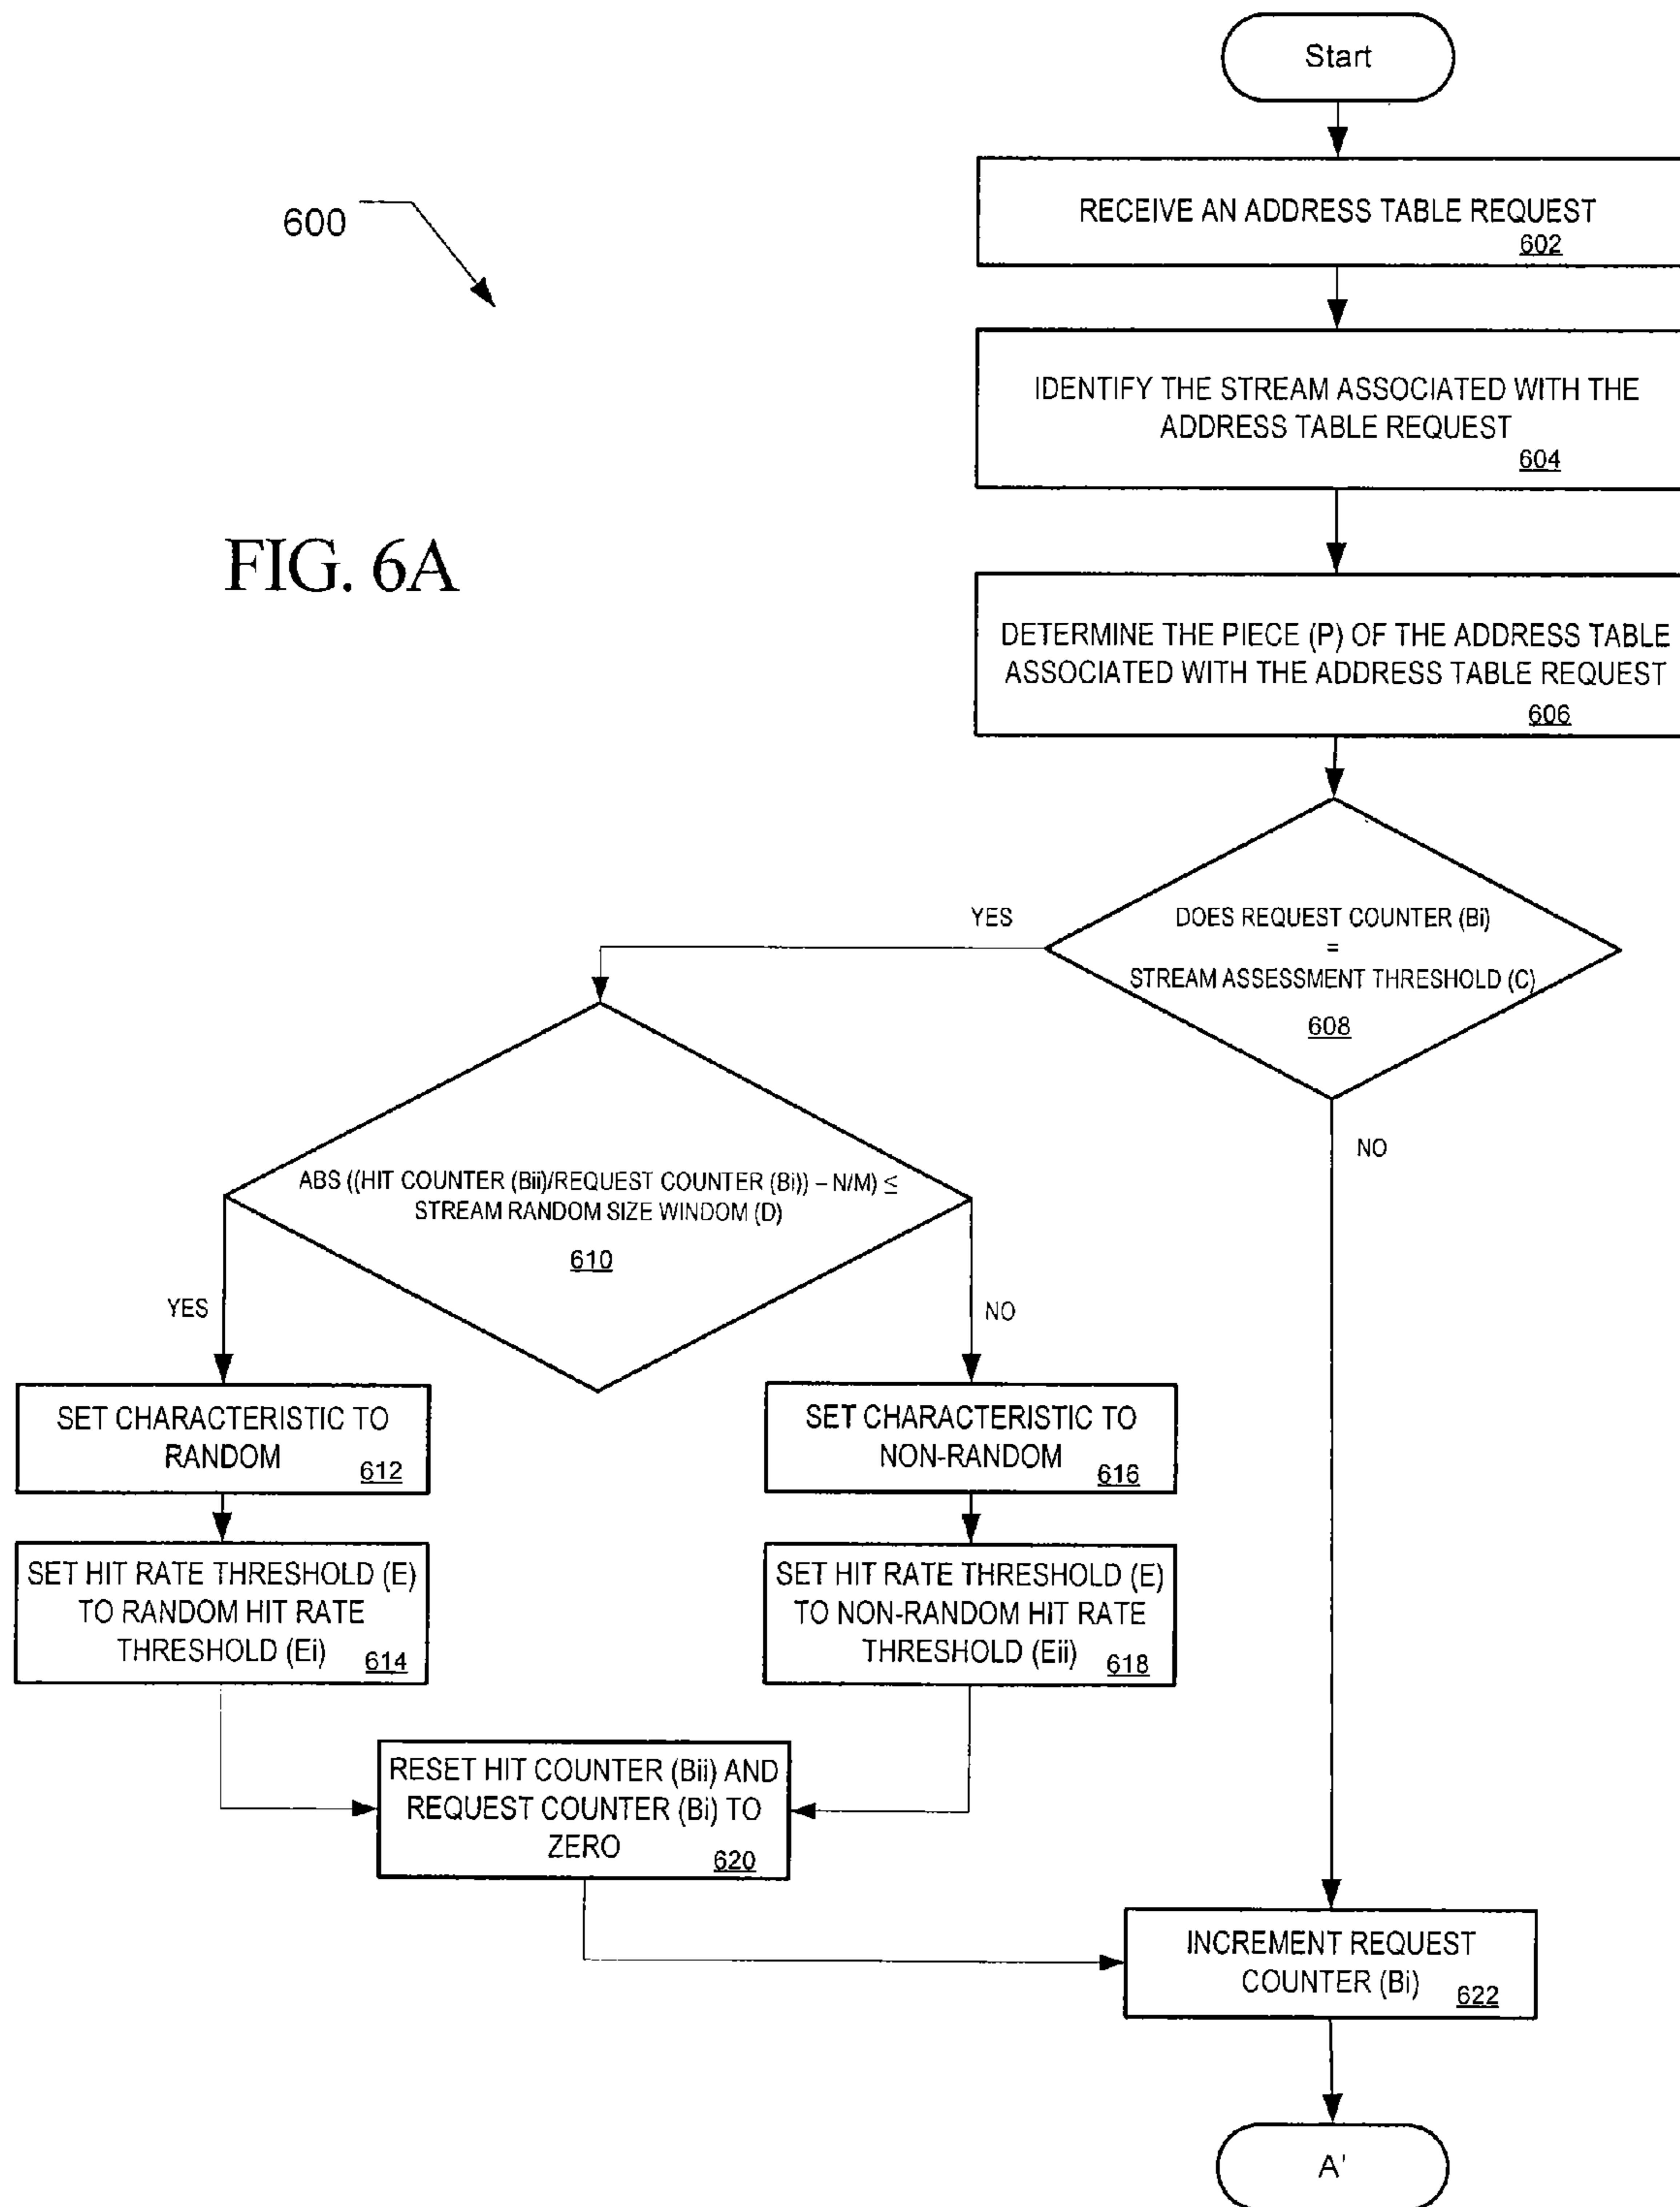 Start
RECEIVE AN ADDRESS TABLE REQUEST
602
600
IDENTIFY THE STREAM ASSOCIATED WITH THE
ADDRESS TABLE REQUEST
604
FIG. 6A
DETERMINE THE PIECE (P) OF THE ADDRESS TABLE
ASSOCIATED WITH THE ADDRESS TABLE REQUEST
606
DOES REQUEST COUNTER (Bi)
=
STREAM ASSESSMENT THRESHOLD (C)
608
YES
NO
ABS ((HIT COUNTER (Bii)/REQUEST COUNTER (Bi)) – N/M) ≤
STREAM RANDOM SIZE WINDOM (D)
610
YES
NO
SET CHARACTERISTIC TO
RANDOM
612
SET CHARACTERISTIC TO
NON-RANDOM
616
SET HIT RATE THRESHOLD (E)
TO RANDOM HIT RATE
THRESHOLD (Ei)
614
SET HIT RATE THRESHOLD (E)
TO NON-RANDOM HIT RATE
THRESHOLD (Eii)
618
RESET HIT COUNTER (Bii) AND
REQUEST COUNTER (Bi) TO
ZERO
620
INCREMENT REQUEST
COUNTER (Bi)
622
A'